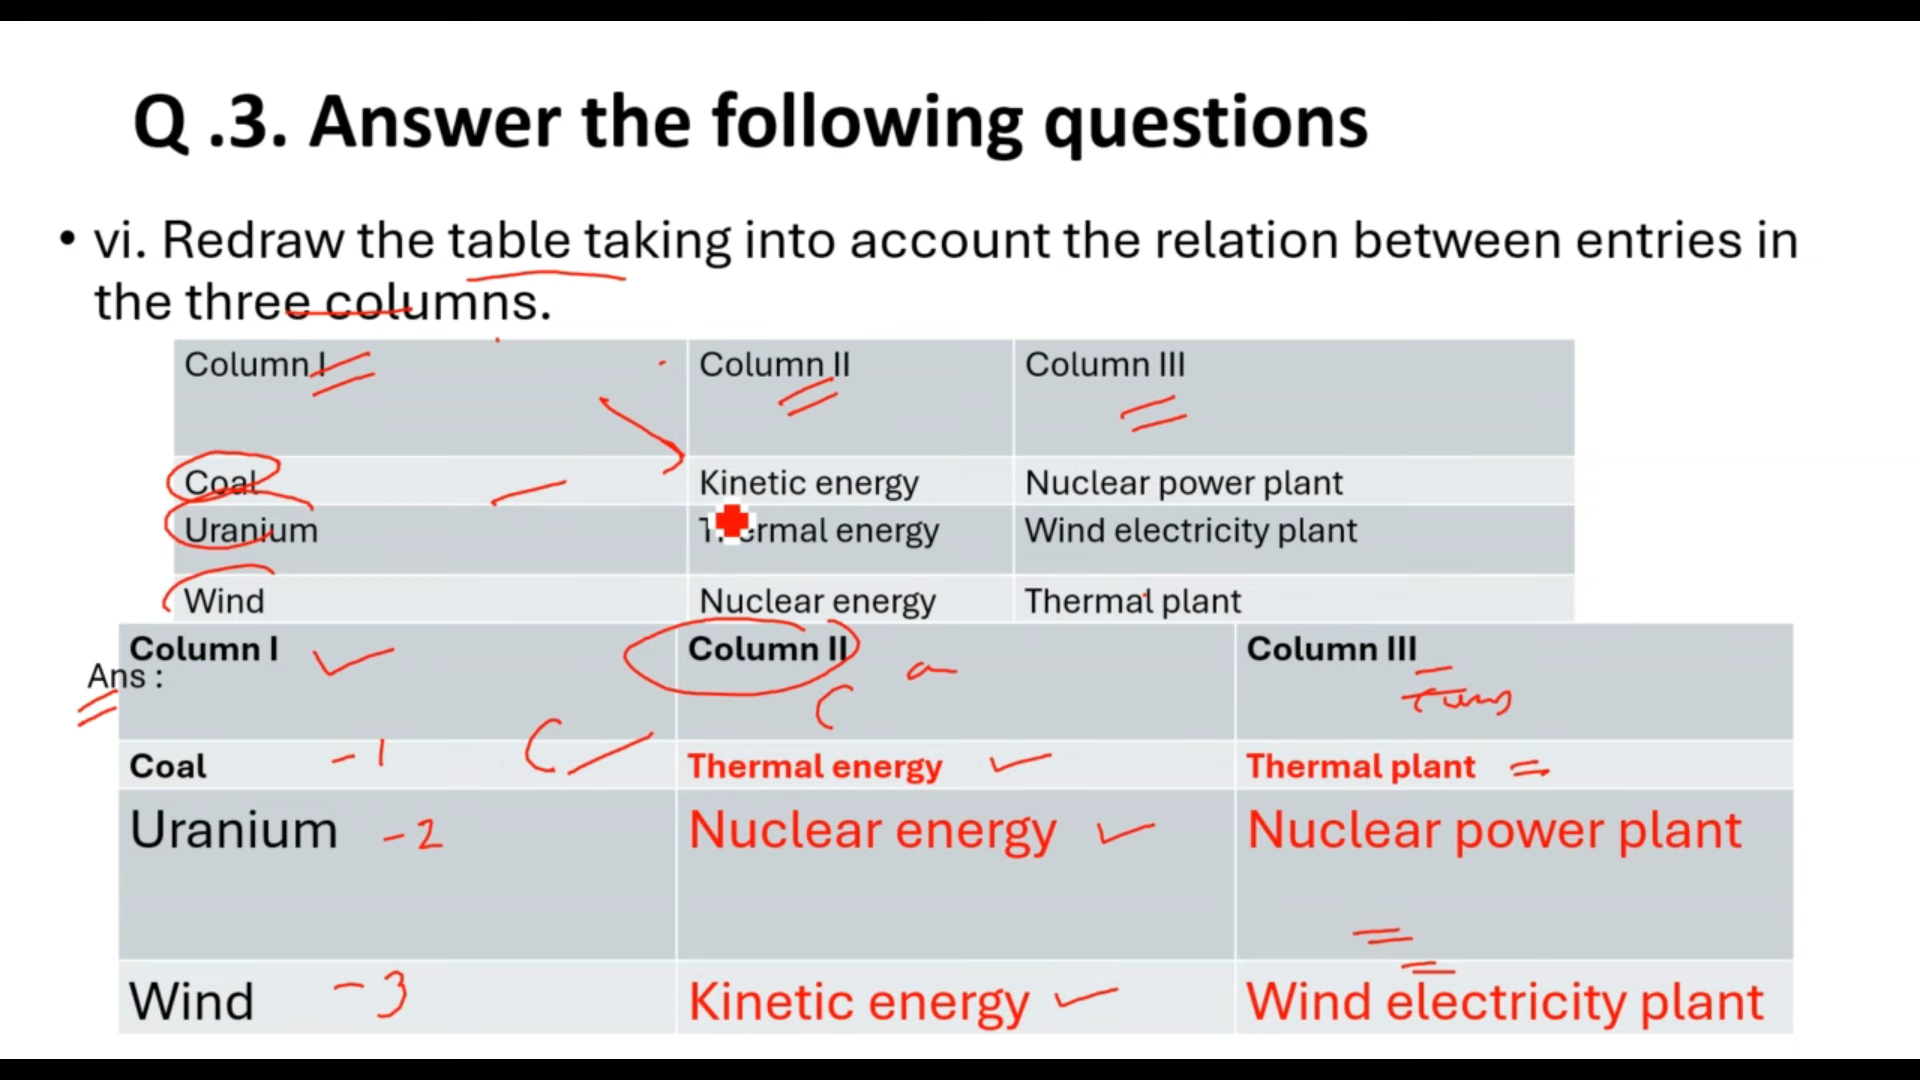 Q .3. Answer the following questions
• vi. Redraw the table taking into account the relation between entries in
the three columns.
Column I Column II Column III
Coal Kinetic energy Nuclear power plant
Uranium Thermal energy Wind electricity plant
Wind Nuclear energy Thermal plant
Column I Column II Column III
Ans :
Coal - 1 Thermal energy Thermal plant
Uranium - 2 Nuclear energy Nuclear power plant
Wind - 3 Kinetic energy Wind electricity plant